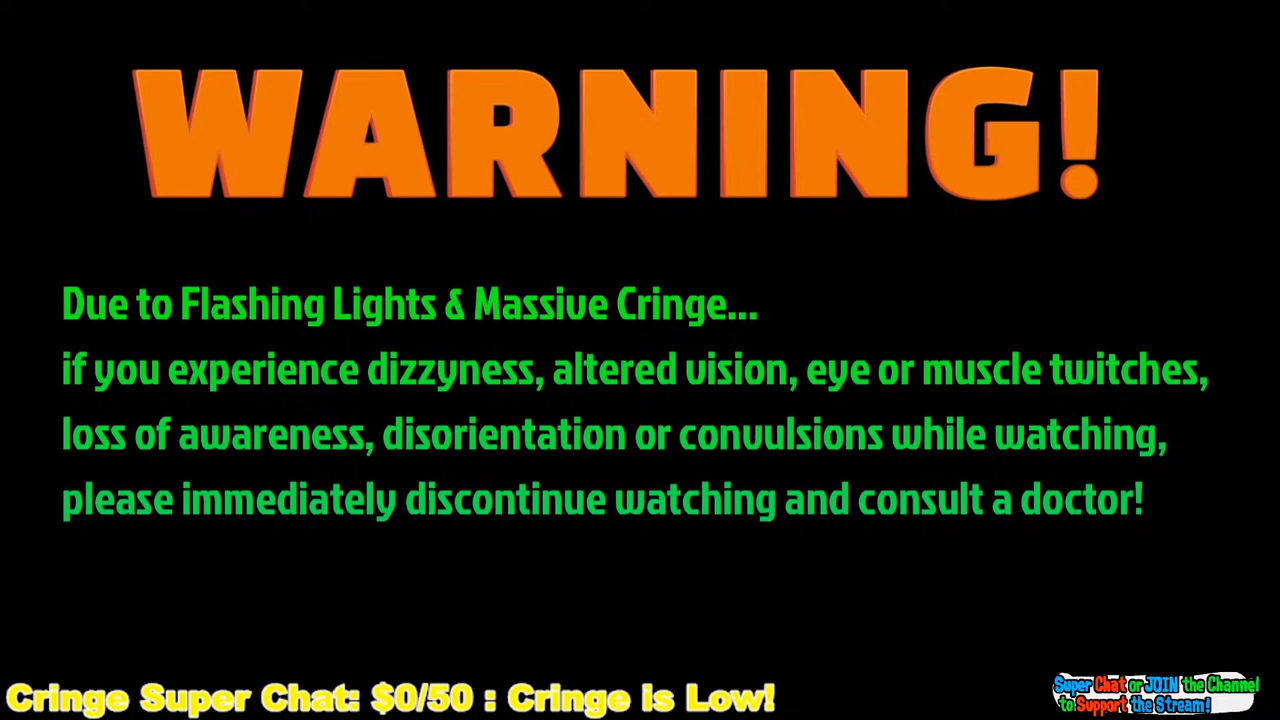 WARNING!
Due to Flashing Lights & Massive Cringe...
if you experience dizzyness, altered vision, eye or muscle twitches,
loss of awareness, disorientation or convulsions while watching,
please immediately discontinue watching and consult a doctor!
Cringe Super Chat: $0/50 : Cringe is Low!
Super Chat or JOIN the Channel
to Support the Stream!